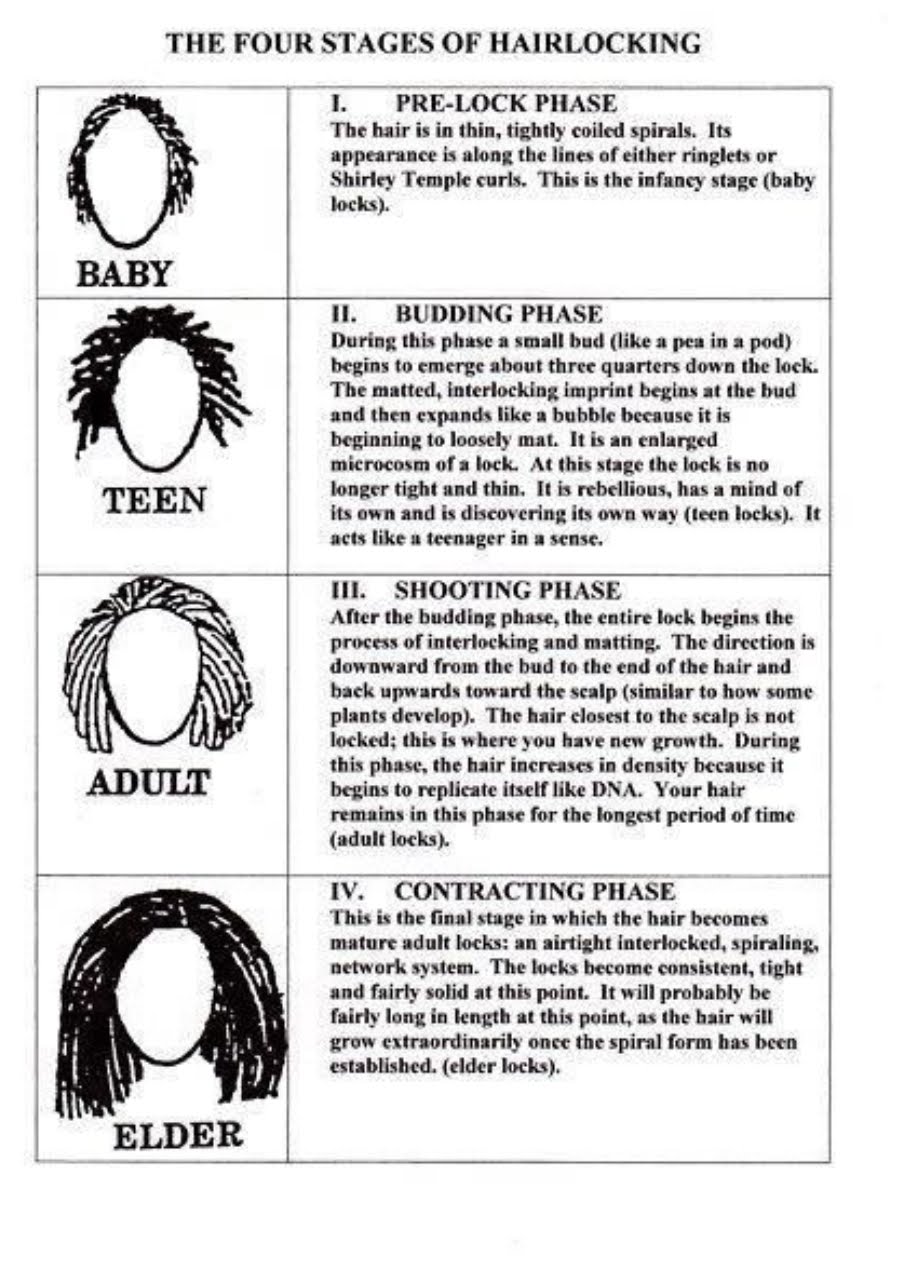 THE FOUR STAGES OF HAIRLOCKING
BABY
I. PRE-LOCK PHASE
The hair is in thin, tightly coiled spirals. Its
appearance is along the lines of either ringlets or
Shirley Temple curls. This is the infancy stage (baby
locks).
TEEN
II. BUDDING PHASE
During this phase a small bud (like a pea in a pod)
begins to emerge about three quarters down the lock.
The matted, interlocking imprint begins at the bud
and then expands like a bubble because it is
beginning to loosely mat. It is an enlarged
microcosm of a lock. At this stage the lock is no
longer tight and thin. It is rebellious, has a mind of
its own and is discovering its own way (teen locks). It
acts like a teenager in a sense.
ADULT
III. SHOOTING PHASE
After the budding phase, the entire lock begins the
process of interlocking and matting. The direction is
downward from the bud to the end of the hair and
back upwards toward the scalp (similar to how some
plants develop). The hair closest to the scalp is not
locked; this is where you have new growth. During
this phase, the hair increases in density because it
begins to replicate itself like DNA. Your hair
remains in this phase for the longest period of time
(adult locks).
ELDER
IV. CONTRACTING PHASE
This is the final stage in which the hair becomes
mature adult locks: an airtight interlocked, spiraling,
network system. The locks become consistent, tight
and fairly solid at this point. It will probably be
fairly long in length at this point, as the hair will
grow extraordinarily once the spiral form has been
established. (elder locks).